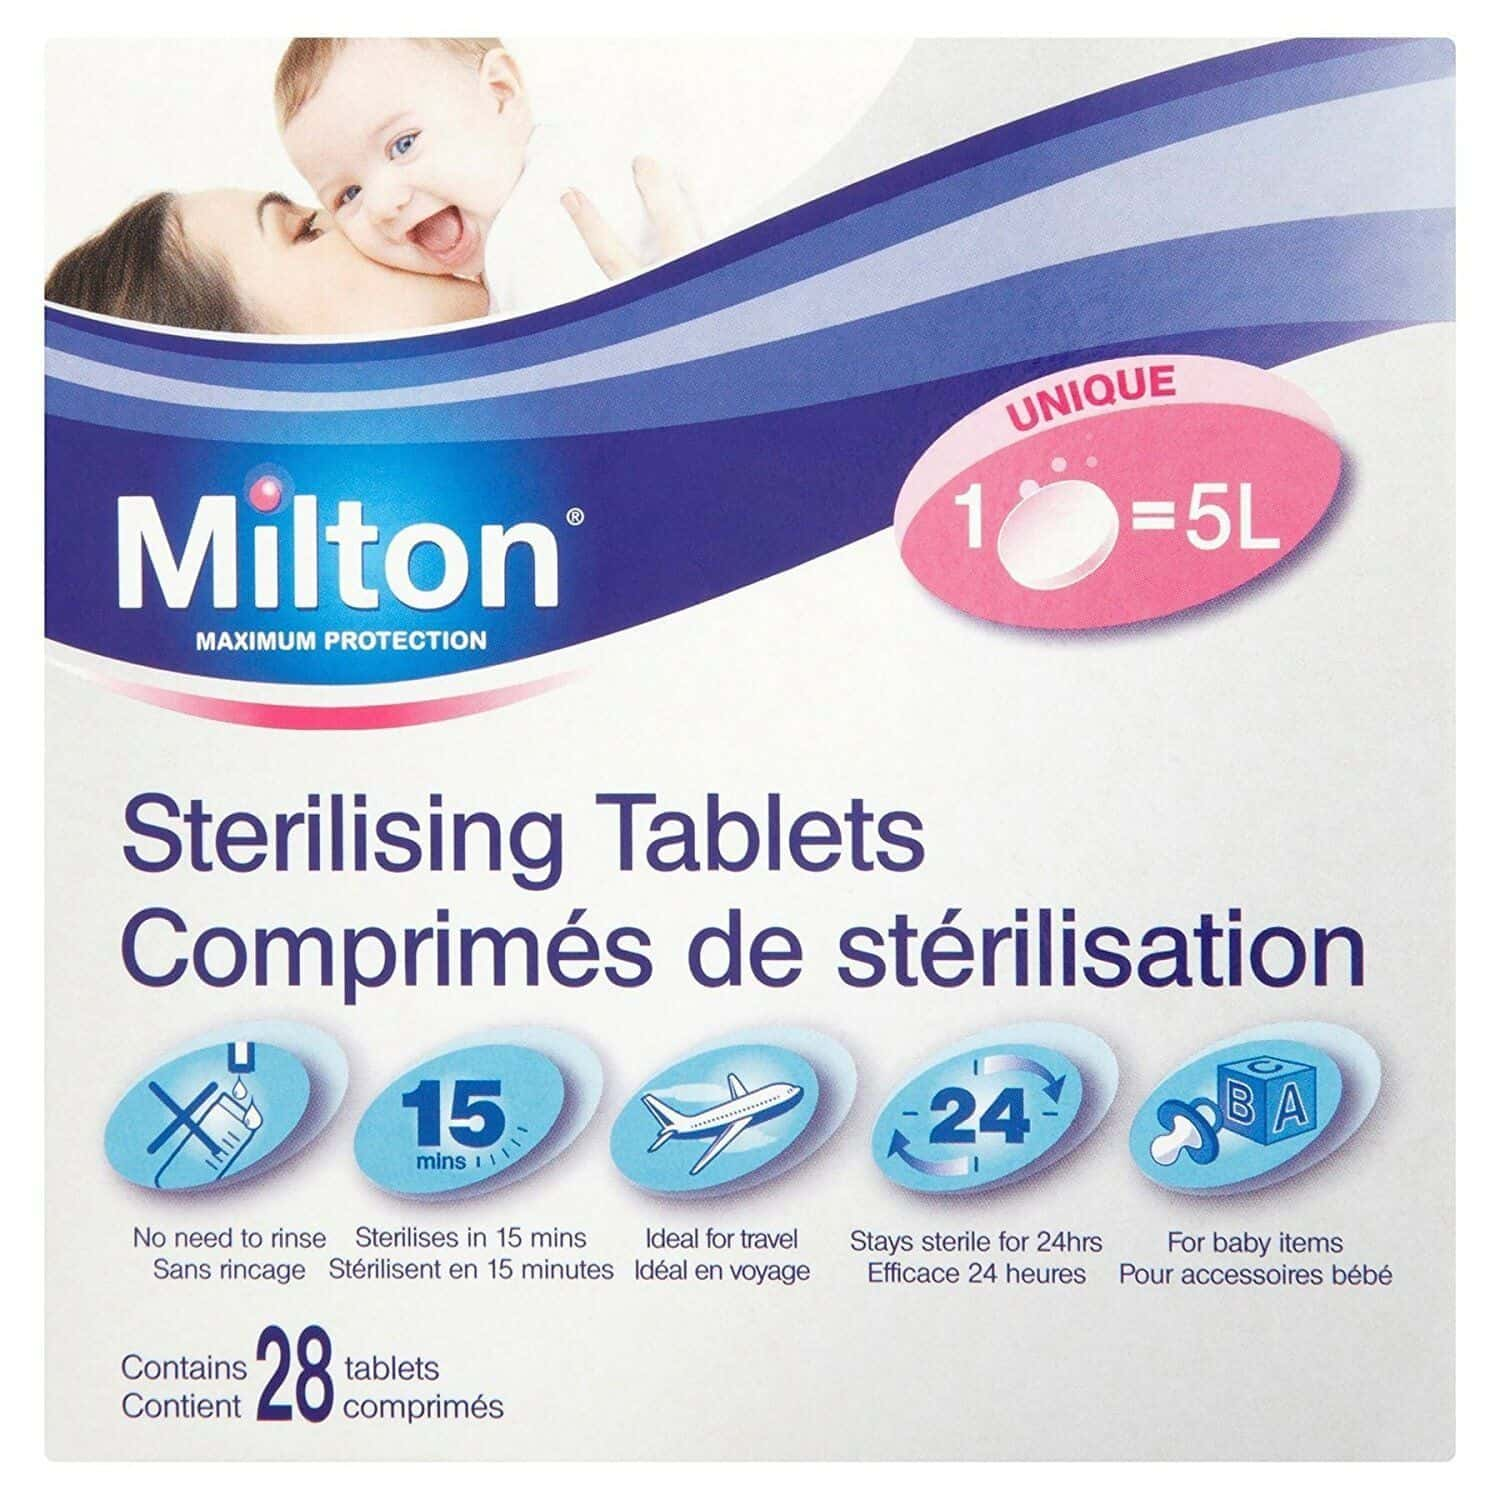 UNIQUE
1 = 5L
Milton®
MAXIMUM PROTECTION
Sterilising Tablets
Comprimés de stérilisation
15
mins
24
C
B A
No need to rinse
Sans rincage
Sterilises in 15 mins
Stérilisent en 15 minutes
Ideal for travel
Idéal en voyage
Stays sterile for 24hrs
Efficace 24 heures
For baby items
Pour accessoires bébé
Contains 28 tablets
Contient comprimés